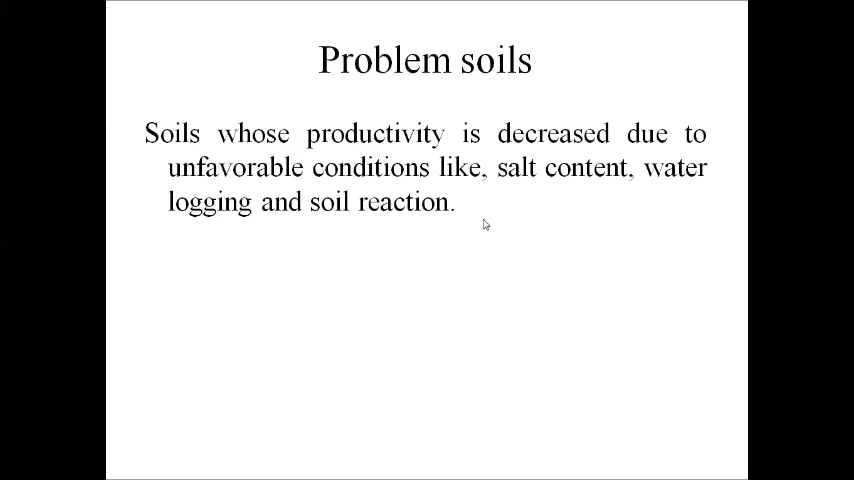 Problem soils
Soils whose productivity is decreased due to
unfavorable conditions like, salt content, water
logging and soil reaction.